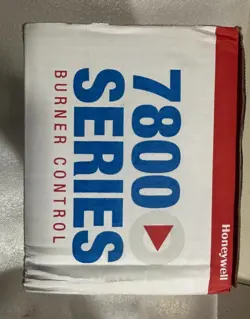 7800
SERIES
BURNER CONTROL
Honeywell